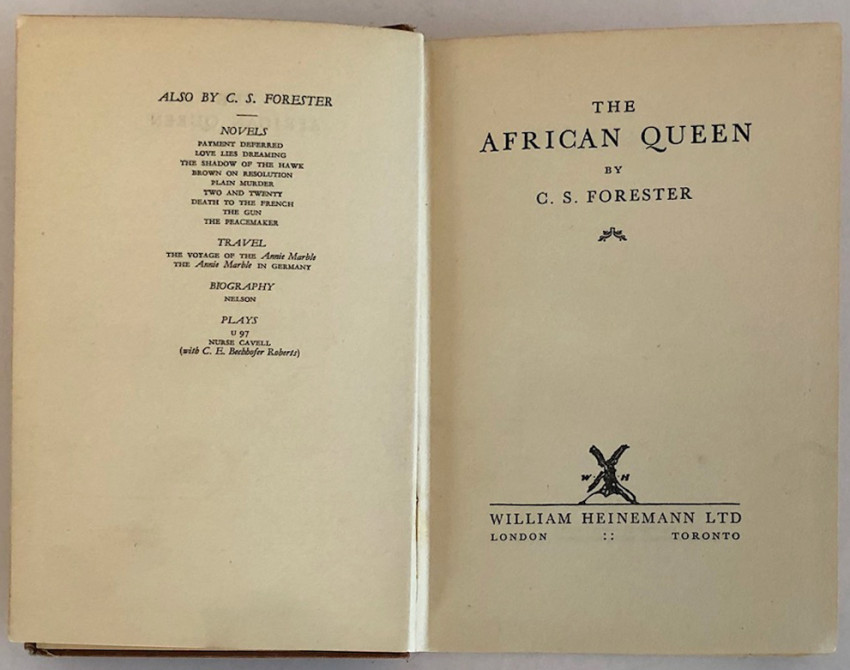 ALSO BY C. S. FORESTER
NOVELS
PAYMENT DEFERRED
LOVE LIES DREAMING
THE SHADOW OF THE HAWK
BROWN ON RESOLUTION
PLAIN MURDER
TWO AND TWENTY
DEATH TO THE FRENCH
THE GUN
THE PEACEMAKER
TRAVEL
THE VOYAGE OF THE Annie Marble
THE Annie Marble IN GERMANY
BIOGRAPHY
NELSON
PLAYS
U 97
NURSE CAVELL
(with C. E. Bechhofer Roberts)
THE
AFRICAN QUEEN
BY
C. S. FORESTER
W H
WILLIAM HEINEMANN LTD
LONDON :: TORONTO